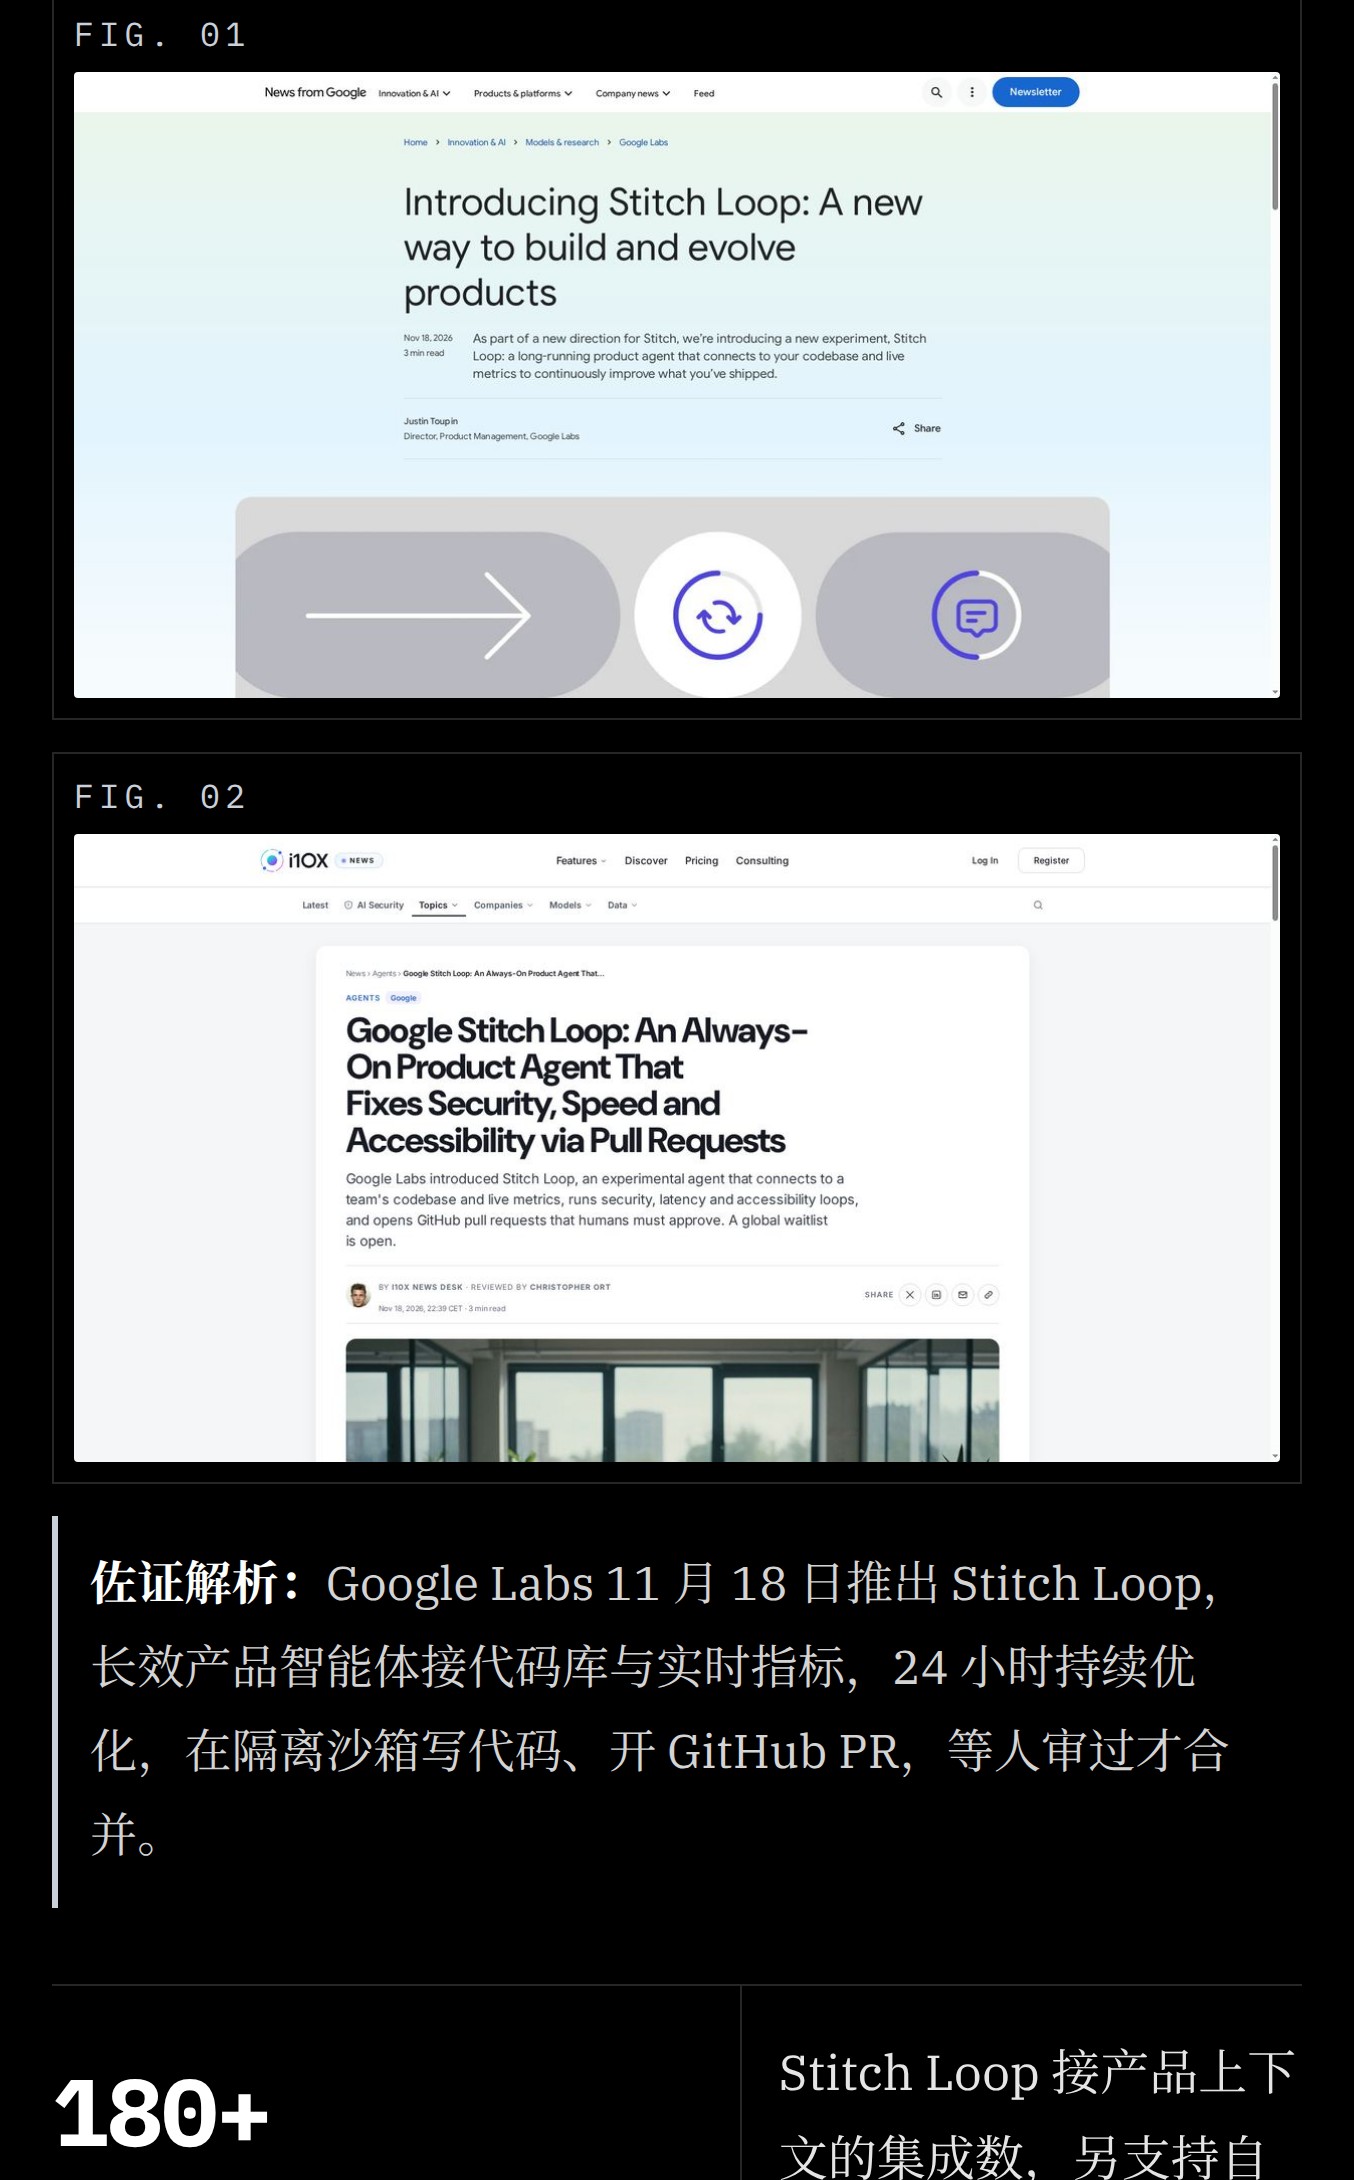 FIG. 01
News from Google Innovation & AI Products & platforms Company news Feed Newsletter
Home › Innovation & AI › Models & research › Google Labs
Introducing Stitch Loop: A new
way to build and evolve
products
Nov 18, 2026
3 min read
As part of a new direction for Stitch, we're introducing a new experiment, Stitch
Loop: a long-running product agent that connects to your codebase and live
metrics to continuously improve what you've shipped.
Justin Toupin
Director, Product Management, Google Labs
Share
FIG. 02
i10X NEWS Features Discover Pricing Consulting Log In Register
Latest AI Security Topics Companies Models Data
News › Agents › Google Stitch Loop: An Always-On Product Agent That...
AGENTS Google
Google Stitch Loop: An Always-
On Product Agent That
Fixes Security, Speed and
Accessibility via Pull Requests
Google Labs introduced Stitch Loop, an experimental agent that connects to a
team's codebase and live metrics, runs security, latency and accessibility loops,
and opens GitHub pull requests that humans must approve. A global waitlist
is open.
BY I10X NEWS DESK · REVIEWED BY CHRISTOPHER ORT
Nov 18, 2026, 22:39 CET · 3 min read
SHARE
佐证解析：Google Labs 11 月 18 日推出 Stitch Loop,
长效产品智能体接代码库与实时指标，24 小时持续优
化，在隔离沙箱写代码、开 GitHub PR，等人审过才合
并。
180+
Stitch Loop 接产品上下
文的集成数，另支持自